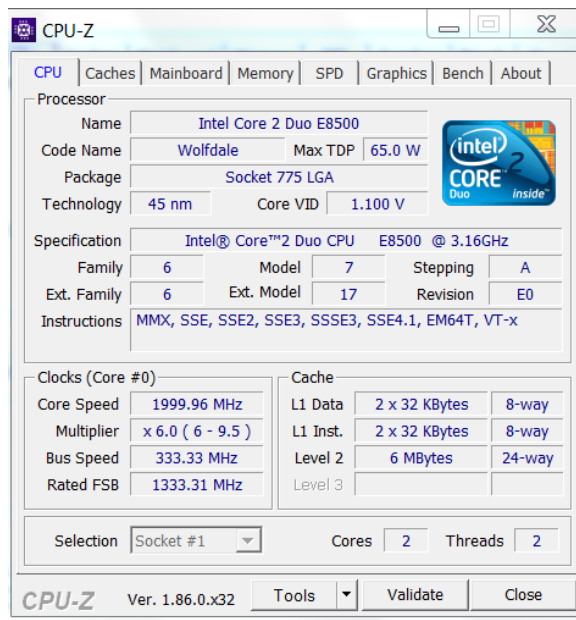 CPU-Z
CPU Caches Mainboard Memory SPD Graphics Bench About
Processor
Name Intel Core 2 Duo E8500
Code Name Wolfdale Max TDP 65.0 W
Package Socket 775 LGA
Technology 45 nm Core VID 1.100 V
intel CORE 2 Duo inside™
Specification Intel® Core™2 Duo CPU E8500 @ 3.16GHz
Family 6 Model 7 Stepping A
Ext. Family 6 Ext. Model 17 Revision E0
Instructions MMX, SSE, SSE2, SSE3, SSSE3, SSE4.1, EM64T, VT-x
Clocks (Core #0)
Core Speed 1999.96 MHz
Multiplier x 6.0 ( 6 - 9.5 )
Bus Speed 333.33 MHz
Rated FSB 1333.31 MHz
Cache
L1 Data 2 x 32 KBytes 8-way
L1 Inst. 2 x 32 KBytes 8-way
Level 2 6 MBytes 24-way
Level 3
Selection Socket #1 Cores 2 Threads 2
CPU-Z Ver. 1.86.0.x32 Tools Validate Close